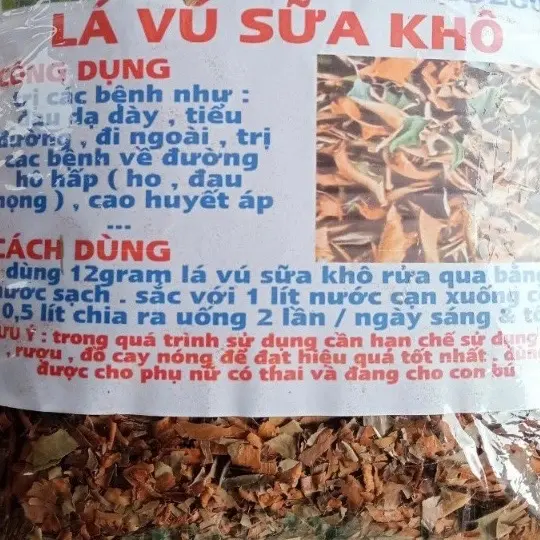 LÁ VÚ SỮA KHÔ
CÔNG DỤNG
trị các bệnh như :
đau dạ dày , tiểu
đường , đi ngoài , trị
các bệnh về đường
hô hấp ( ho , đau
họng ) , cao huyết áp
...
CÁCH DÙNG
dùng 12gram lá vú sữa khô rửa qua bằng
nước sạch . sắc với 1 lít nước cạn xuống
0,5 lít chia ra uống 2 lần / ngày sáng &
LƯU Ý : trong quá trình sử dụng cần hạn chế sử dụng
, rượu , đồ cay nóng để đạt hiệu quả tốt nhất . dùng
được cho phụ nữ có thai và đang cho con bú